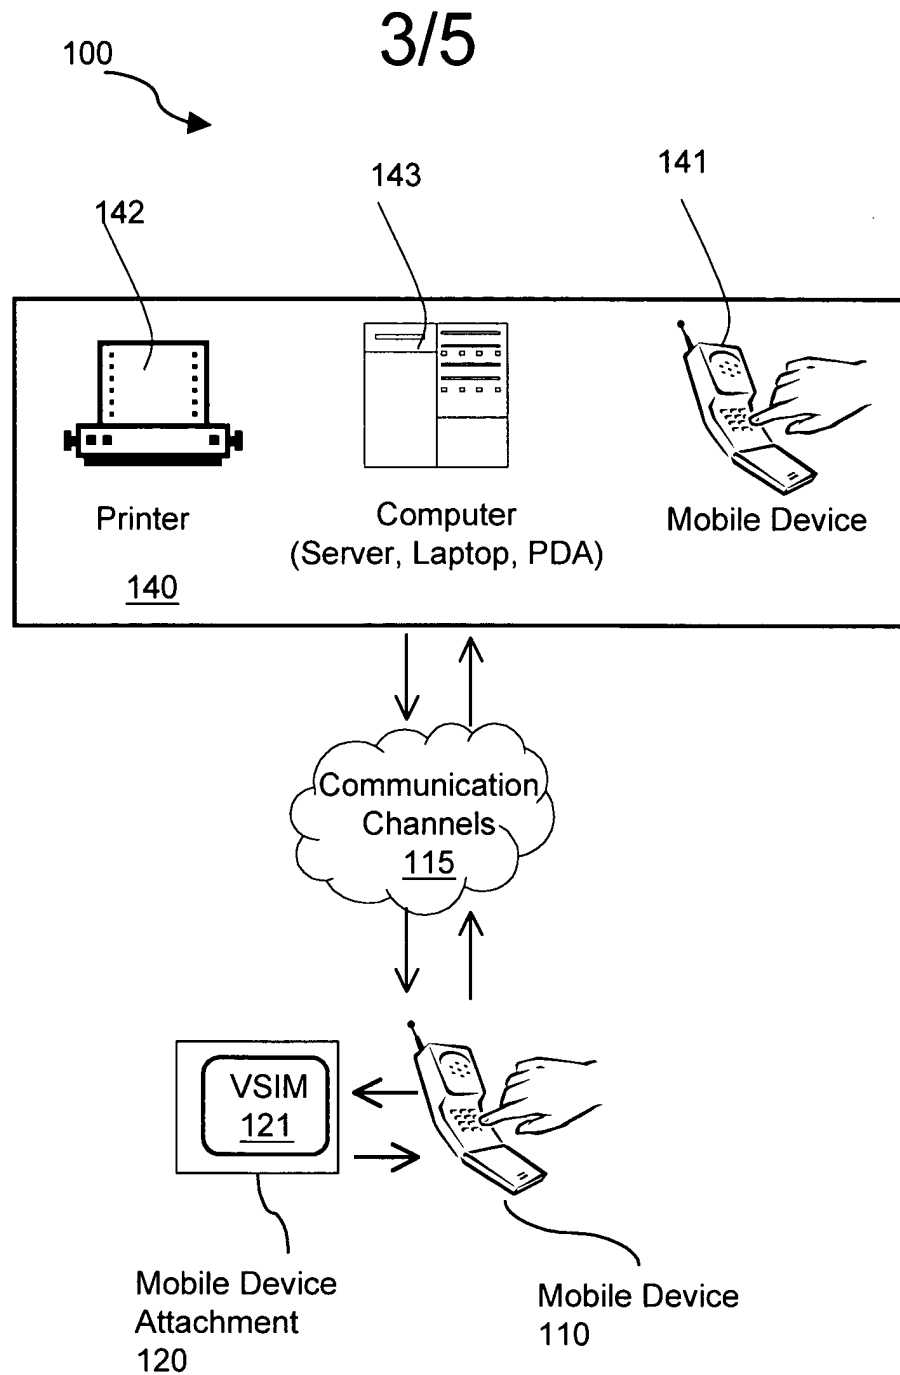 3/5
100
142
143
141
Printer
Computer
(Server, Laptop, PDA)
Mobile Device
140
Communication
Channels
115
VSIM
121
Mobile Device
Attachment
120
Mobile Device
110